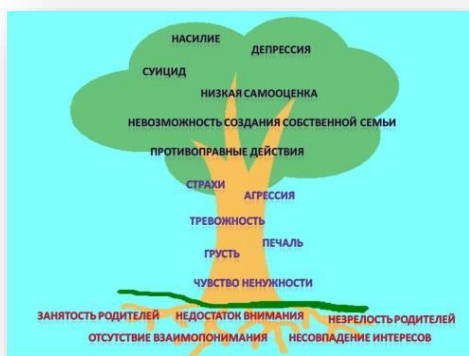 НАСИЛИЕ
ДЕПРЕССИЯ
СУИЦИД
НИЗКАЯ САМООЦЕНКА
НЕВОЗМОЖНОСТЬ СОЗДАНИЯ СОБСТВЕННОЙ СЕМЬИ
ПРОТИВОПРАВНЫЕ ДЕЙСТВИЯ
СТРАХИ
АГРЕССИЯ
ТРЕВОЖНОСТЬ
ПЕЧАЛЬ
ГРУСТЬ
ЧУВСТВО НЕНУЖНОСТИ
ЗАНЯТОСТЬ РОДИТЕЛЕЙ НЕДОСТАТОК ВНИМАНИЯ НЕЗРЕЛОСТЬ РОДИТЕЛЕЙ
ОТСУТСТВИЕ ВЗАИМОПОНИМАНИЯ НЕСОВПАДЕНИЕ ИНТЕРЕСОВ